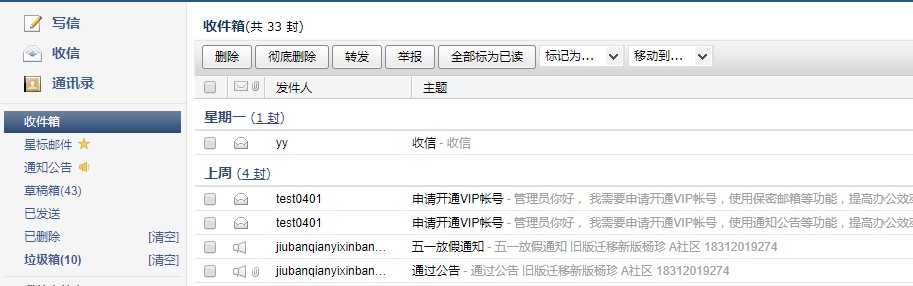 写信
收信
通讯录
收件箱
星标邮件
通知公告
草稿箱(43)
已发送
已删除 [清空]
垃圾箱(10) [清空]
收件箱(共 33 封)
删除 彻底删除 转发 举报 全部标为已读 标记为... 移动到...
发件人 主题
星期一 (1 封)
yy 收信 - 收信
上周 (4 封)
test0401 申请开通VIP帐号 - 管理员你好， 我需要申请开通VIP帐号，使用保密邮箱等功能，提高办公效
test0401 申请开通VIP帐号 - 管理员你好， 我需要申请开通VIP帐号，使用通知公告等功能，提高办公效
jiubanqianyixinban... 五一放假通知 - 五一放假通知 旧版迁移新版杨珍 A社区 18312019274
jiubanqianyixinban... 通过公告 - 通过公告 旧版迁移新版杨珍 A社区 18312019274